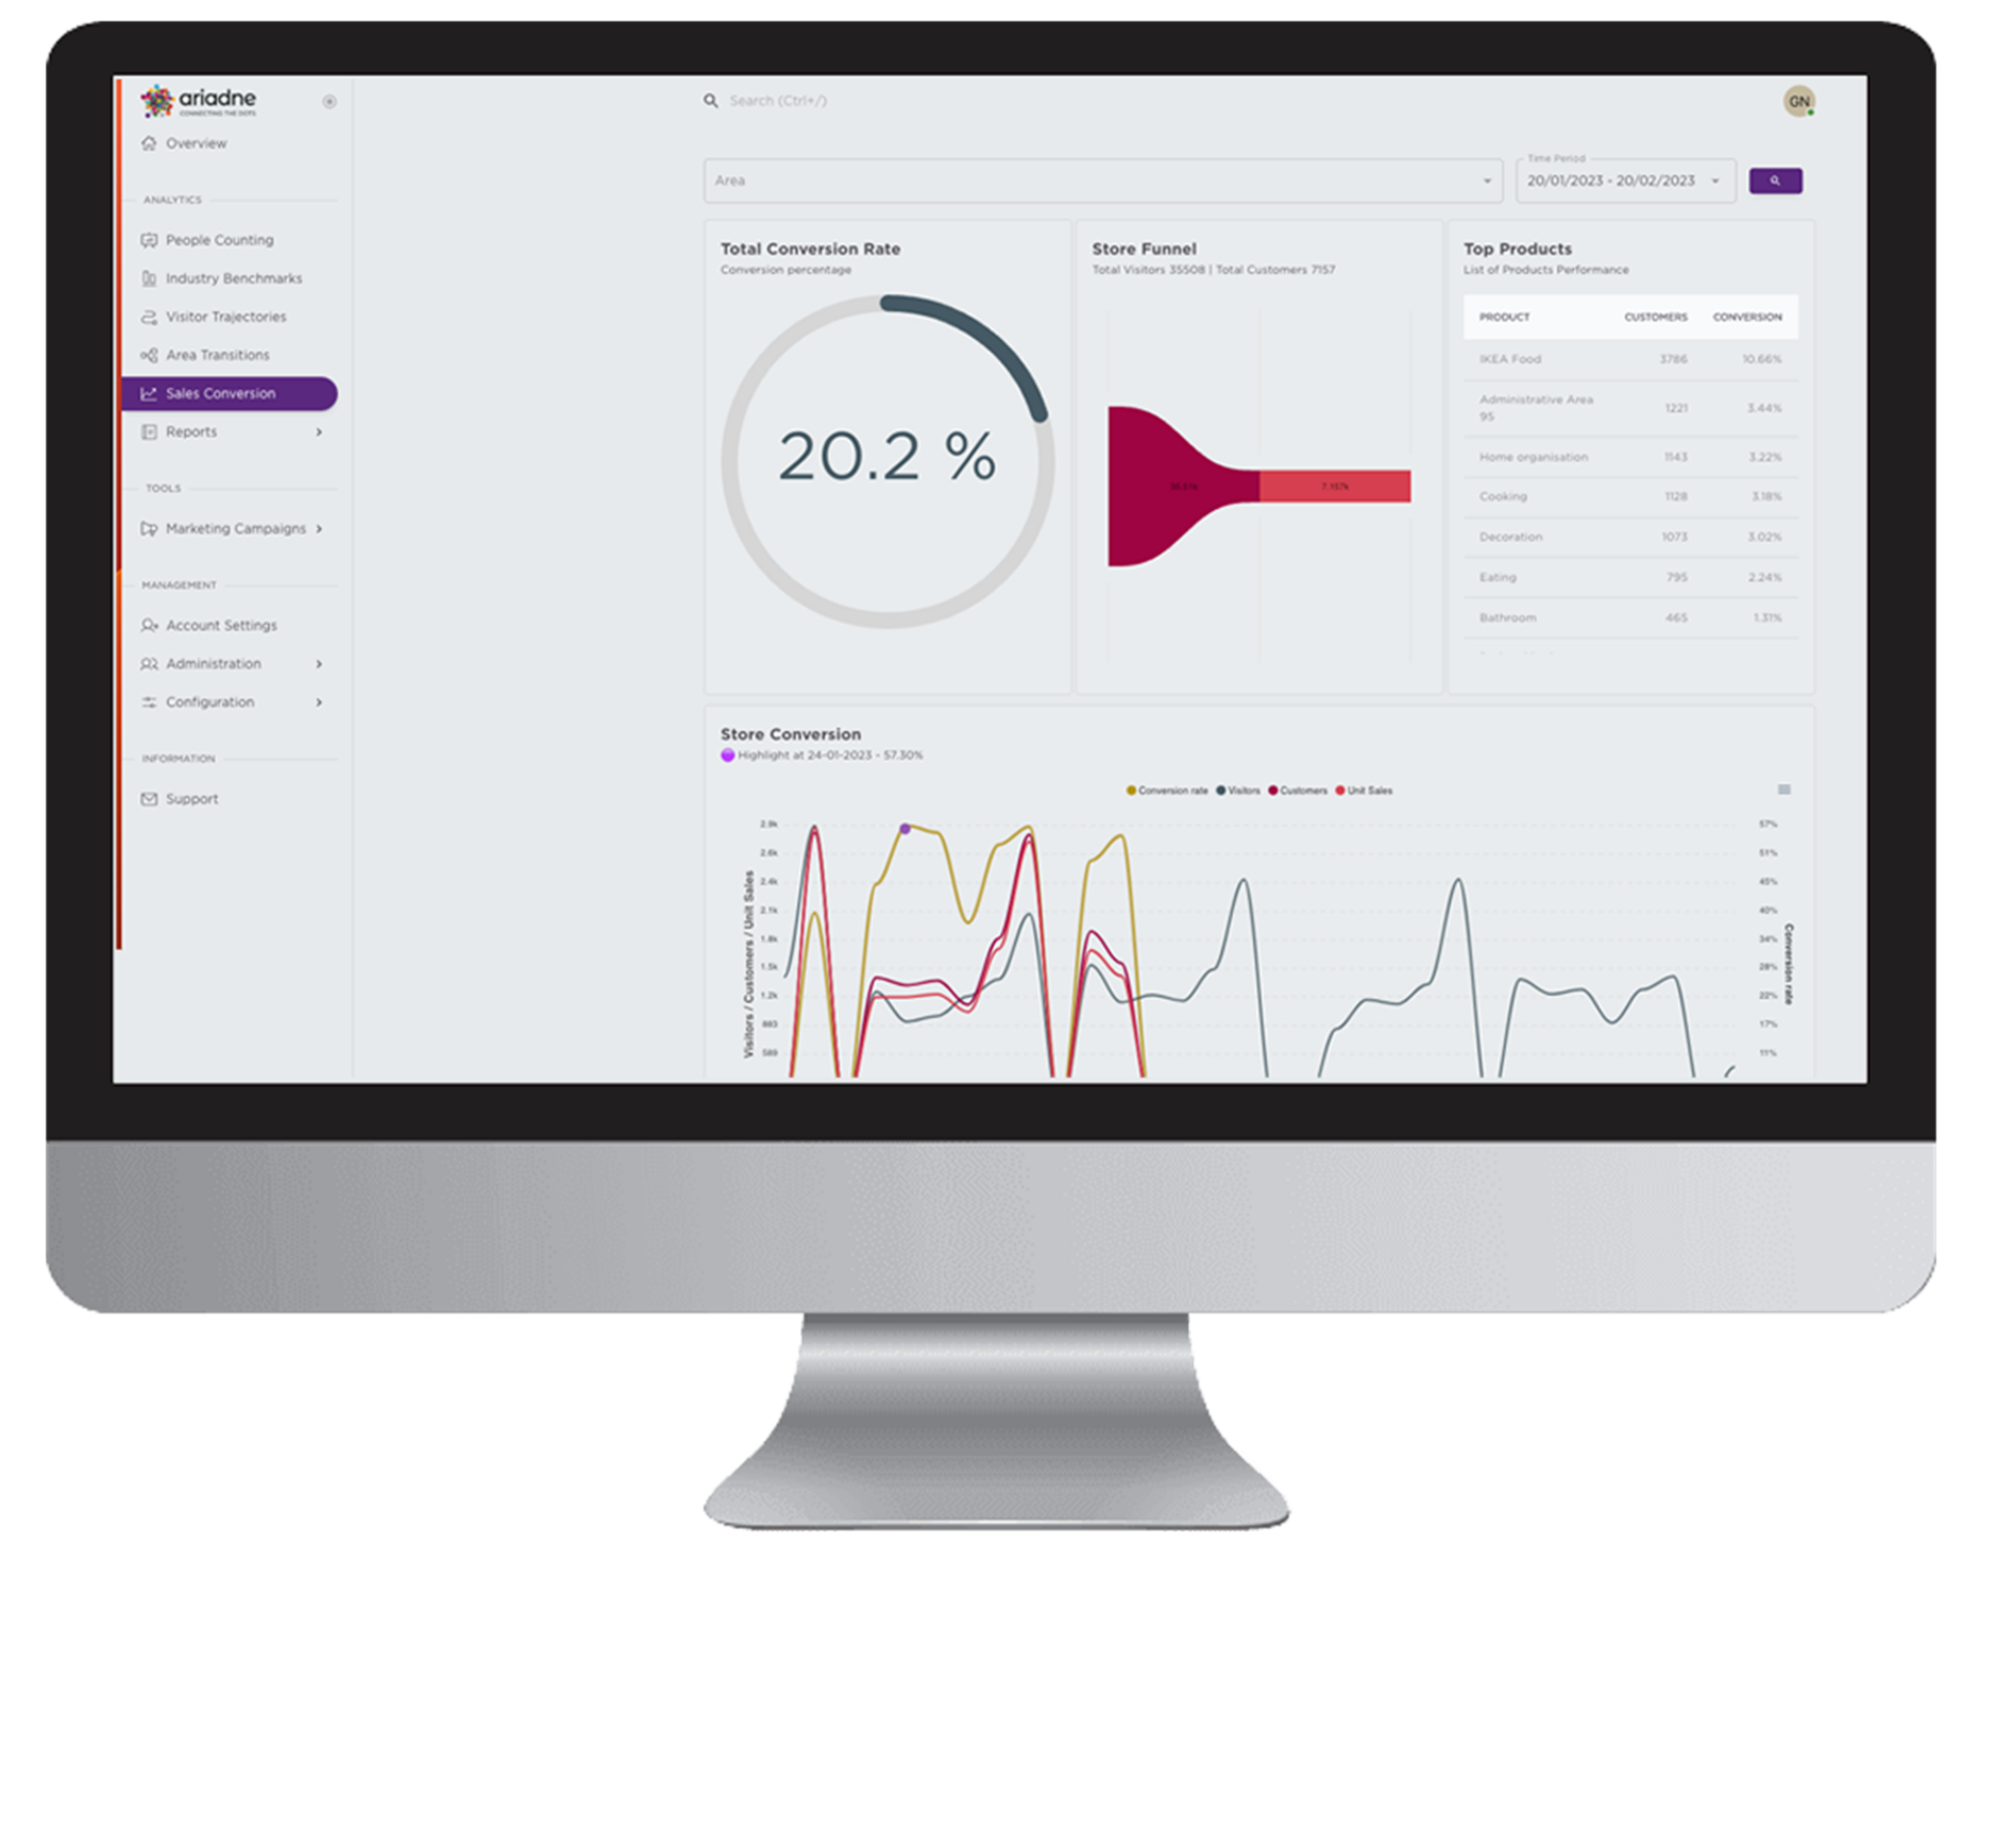 ariadne
CONNECTING THE DOTS
Overview
ANALYTICS
People Counting
Industry Benchmarks
Visitor Trajectories
Area Transitions
Sales Conversion
Reports
TOOLS
Marketing Campaigns
MANAGEMENT
Account Settings
Administration
Configuration
INFORMATION
Support
Search (Ctrl+/)
GN
Area
Time Period
20/01/2023 - 20/02/2023
Total Conversion Rate
Conversion percentage
20.2 %
Store Funnel
Total Visitors 35508 | Total Customers 7157
7.157k
Top Products
List of Products Performance
PRODUCT CUSTOMERS CONVERSION
IKEA Food 3786 10.66%
Administrative Area 95 1221 3.44%
Home organisation 1143 3.22%
Cooking 1128 3.18%
Decoration 1073 3.02%
Eating 795 2.24%
Bathroom 465 1.31%
Store Conversion
Highlight at 24-01-2023 - 57.30%
Conversion rate Visitors Customers Unit Sales
Visitors / Customers / Unit Sales
2.9k
2.6k
2.4k
2.1k
1.8k
1.5k
1.2k
883
589
57%
51%
45%
40%
34%
28%
22%
17%
11%
Conversion rate